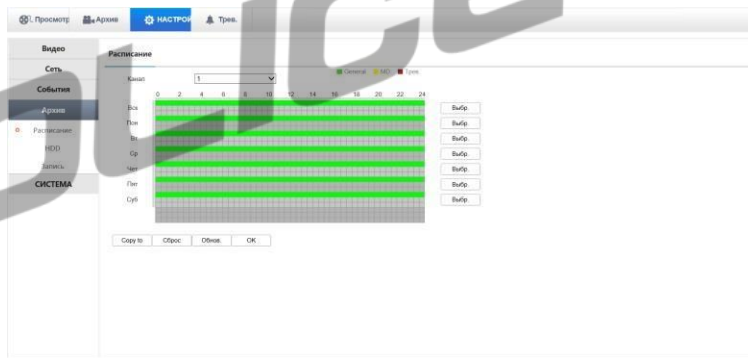 Просмотр Архив НАСТРОЙ Трев.
Видео
Сеть
События
Архив
Расписание
HDD
Запись
СИСТЕМА
Расписание
Канал 1
General MD Трев.
0 2 4 6 8 10 12 14 16 18 20 22 24
Вск Выбр.
Пон Выбр.
Вт Выбр.
Ср Выбр.
Чет Выбр.
Пят Выбр.
Суб Выбр.
Copy to Сброс Обнов. OK